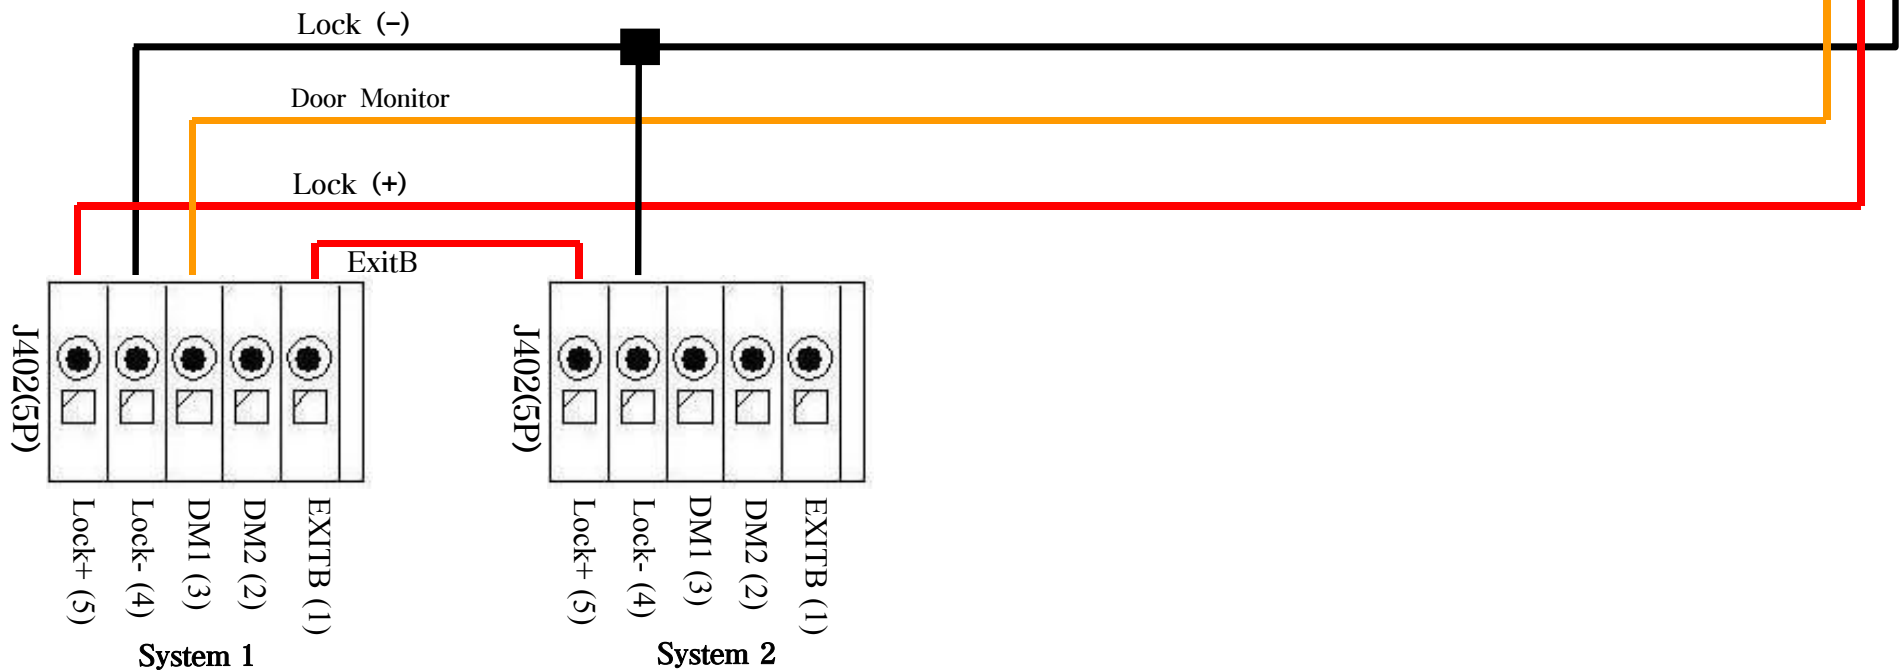 Lock (-)
Door Monitor
Lock (+)
ExitB
J402(5P)
Lock+ (5)
Lock- (4)
DM1 (3)
DM2 (2)
EXITB (1)
System 1
J402(5P)
Lock+ (5)
Lock- (4)
DM1 (3)
DM2 (2)
EXITB (1)
System 2